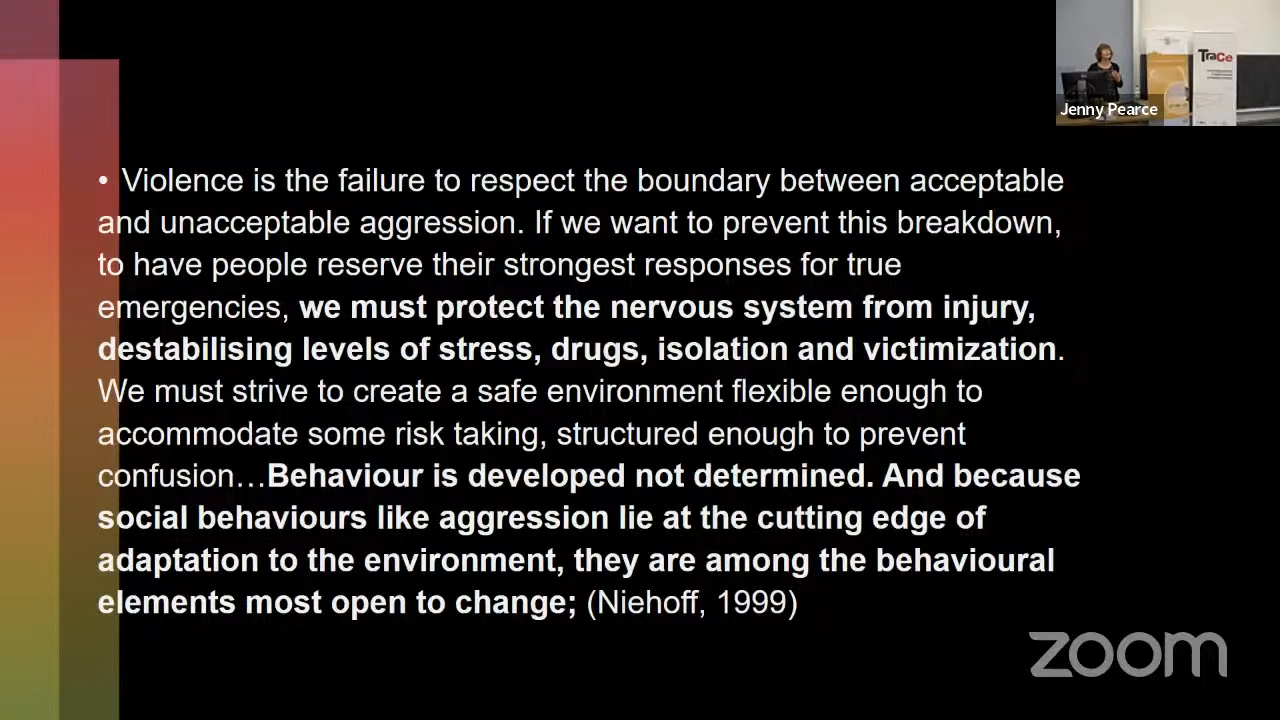 TraCe
Jenny Pearce
• Violence is the failure to respect the boundary between acceptable
and unacceptable aggression. If we want to prevent this breakdown,
to have people reserve their strongest responses for true
emergencies, we must protect the nervous system from injury,
destabilising levels of stress, drugs, isolation and victimization.
We must strive to create a safe environment flexible enough to
accommodate some risk taking, structured enough to prevent
confusion…Behaviour is developed not determined. And because
social behaviours like aggression lie at the cutting edge of
adaptation to the environment, they are among the behavioural
elements most open to change; (Niehoff, 1999)
zoom